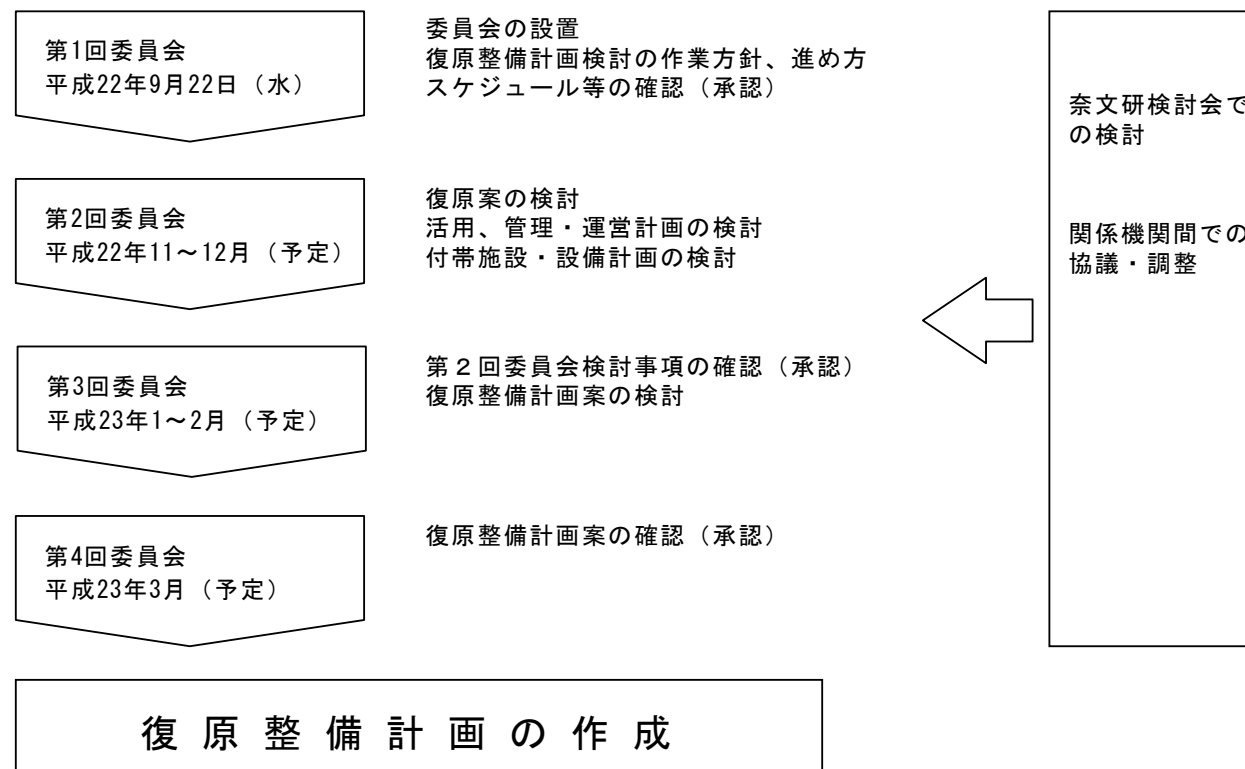 第1回委員会
平成22年9月22日（水）
委員会の設置
復原整備計画検討の作業方針、進め方
スケジュール等の確認（承認）
第2回委員会
平成22年11～12月（予定）
復原案の検討
活用、管理・運営計画の検討
付帯施設・設備計画の検討
第3回委員会
平成23年1～2月（予定）
第２回委員会検討事項の確認（承認）
復原整備計画案の検討
第4回委員会
平成23年3月（予定）
復原整備計画案の確認（承認）
奈文研検討会で
の検討
関係機関間での
協議・調整
復原整備計画の作成